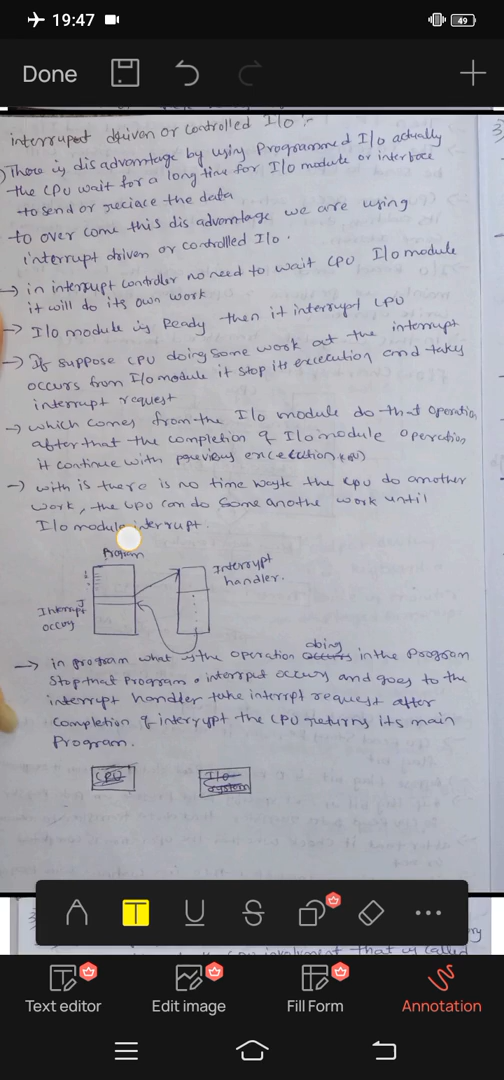 19:47
49
Done
interrupt driven or controlled I/o :-
There is disadvantage by using Programmed I/o actually
the CPU wait for a long time for I/o module or interface
to send or reciace the data
to over come this dis advantage we are using
interrupt driven or controlled I/o.
→ in interrupt controller no need to wait CPU I/o module
it will do its own work
→ I/o module is Ready then it interrupt CPU
→ If suppose CPU doing some work at the interrupt
occurs from I/o module it stop its excecution and taky
interrupt request
→ which comes from the I/o module do that operation
after that the completion of I/o module operation
it continue with previous
→ with is there is no time waste the cpu do another
work, the cpu can do some anothe work until
I/o module interrupt.
Program
Interrupt
handler.
Interrupt
occurs
→ in program what is the operation doing in the Program
Stop that Program. interrput occurs and goes to the
interrupt handler take interrpt request after
completion of interrypt the CPU returns its main
Program.
CPU
I/o
system
T
U
S
Text editor
Edit image
Fill Form
Annotation